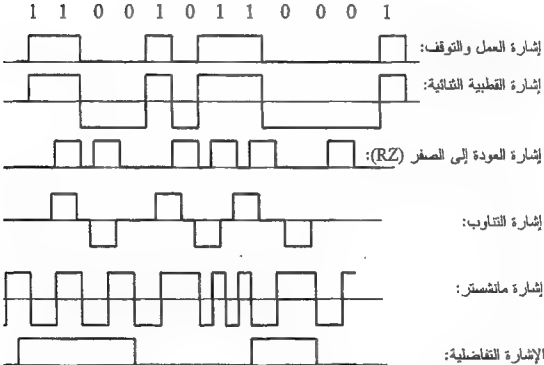 1 1 0 0 1 0 1 1 0 0 0 1
إشارة العمل والتوقف:
إشارة القطبية الثنائية:
إشارة العودة إلى الصفر (RZ):
إشارة التناوب:
إشارة مانشستر:
الإشارة التفاضلية: